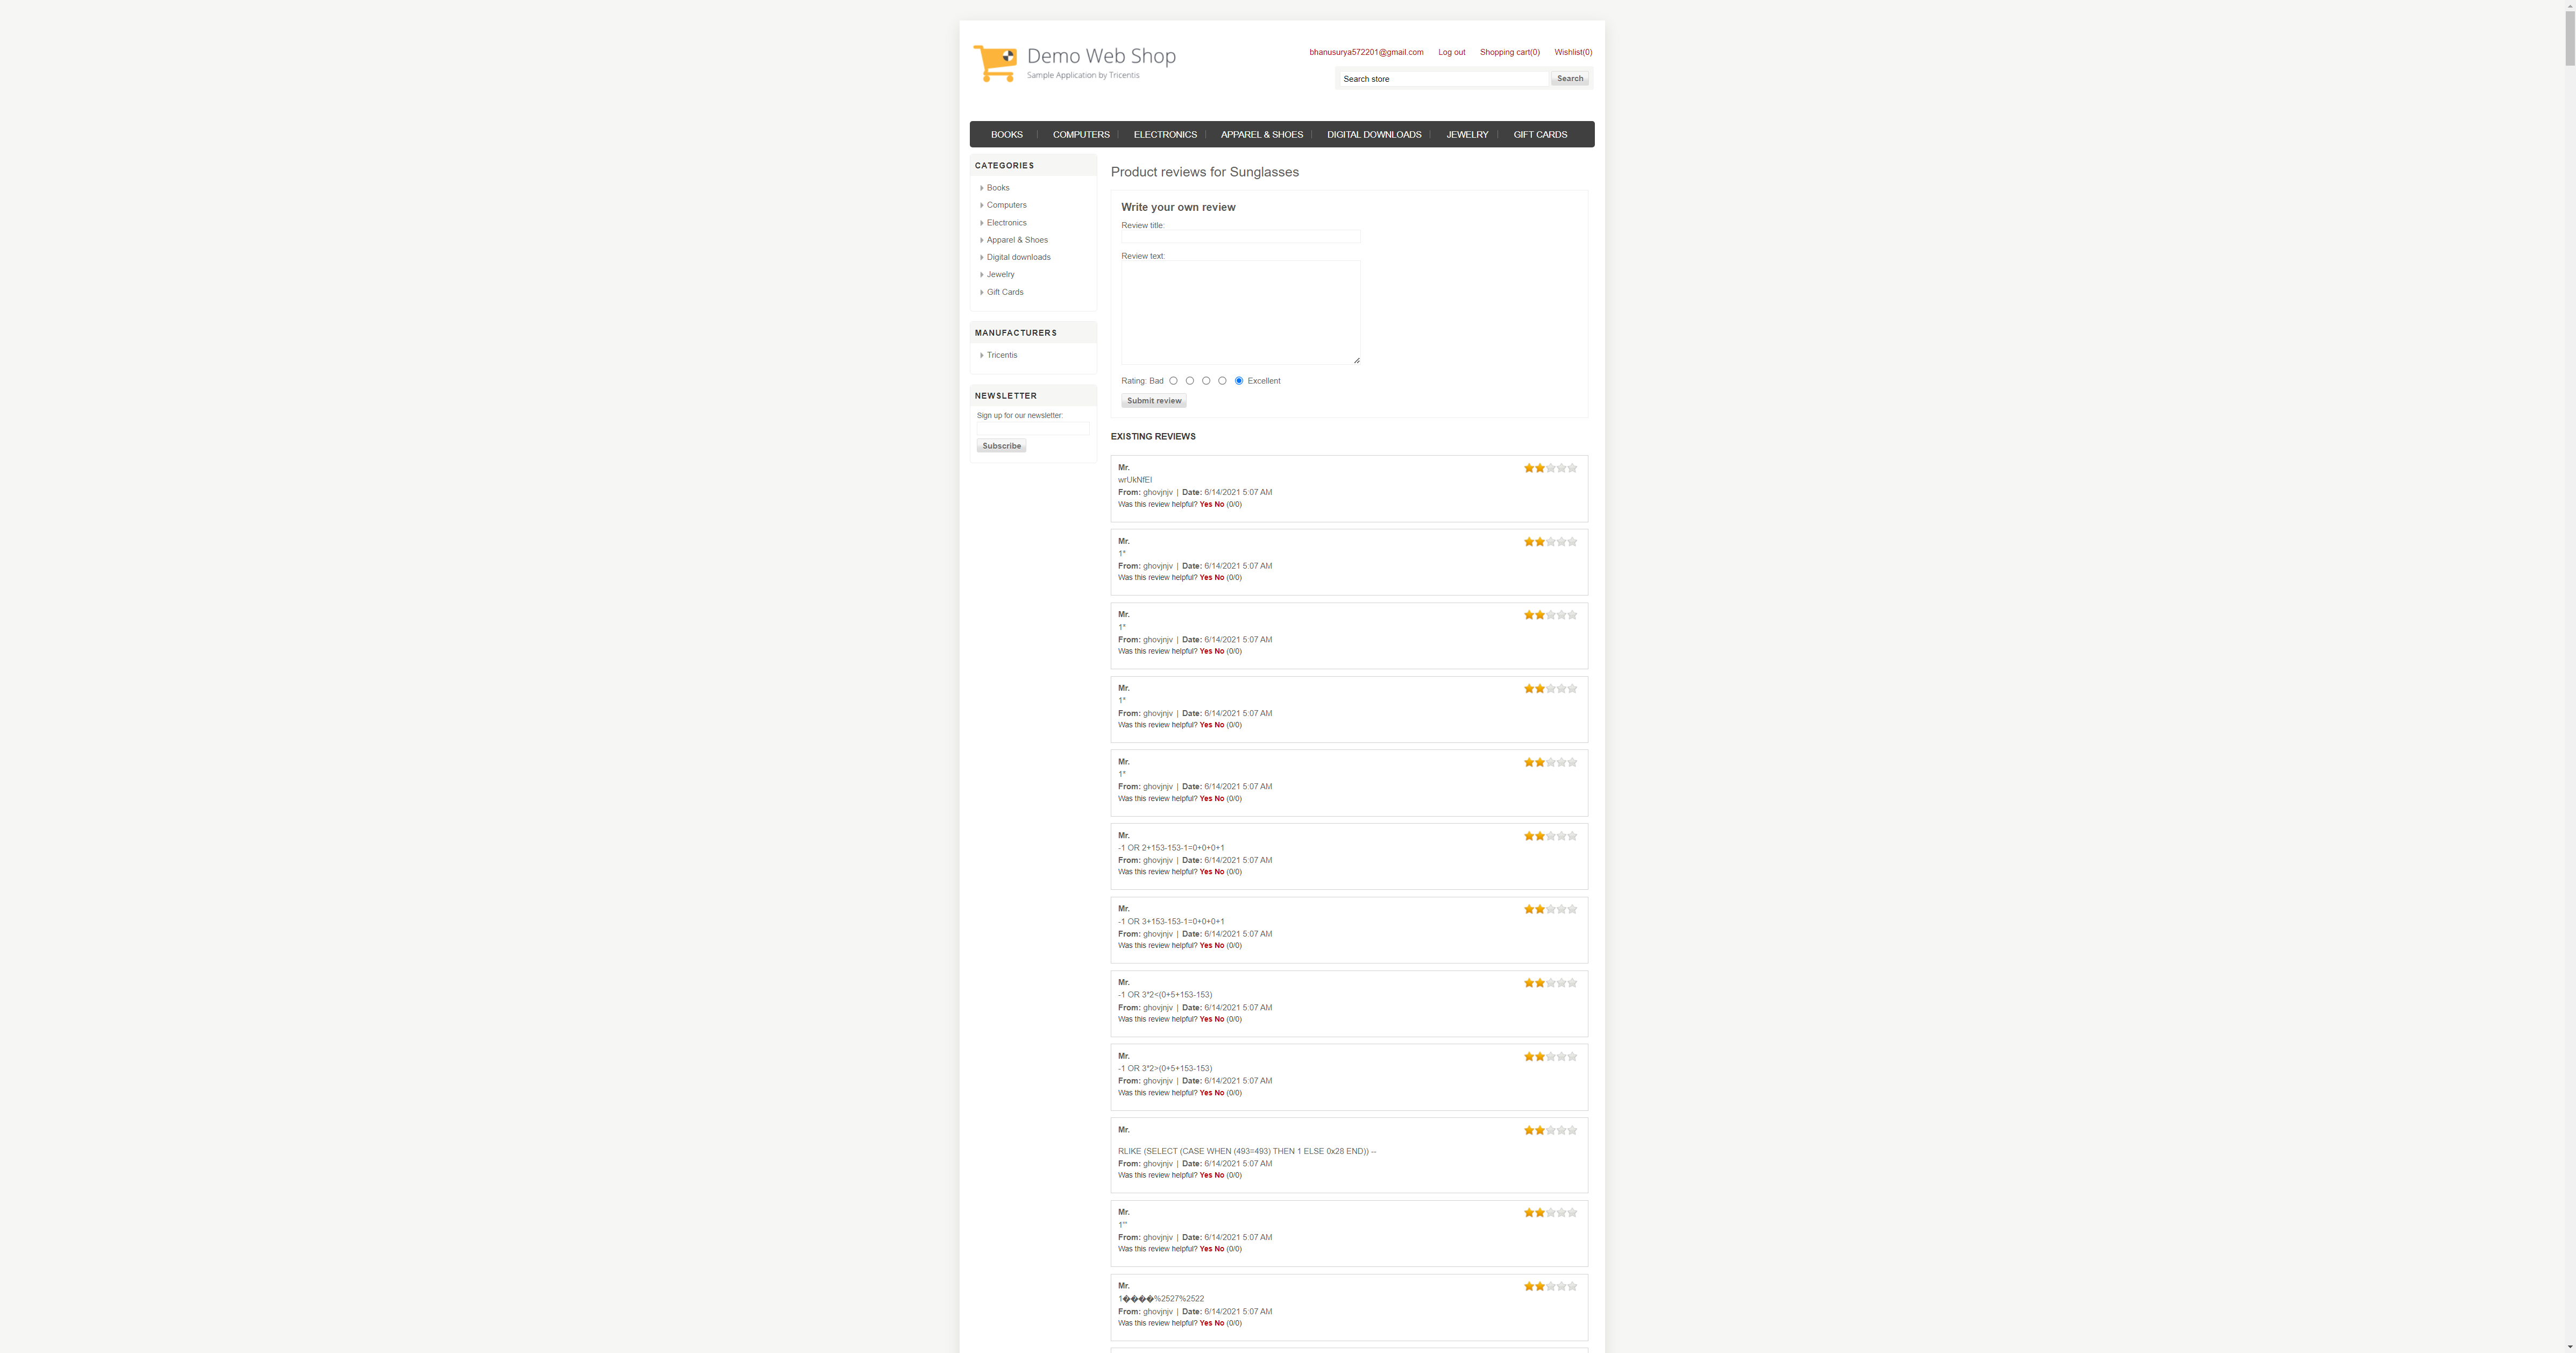 Demo Web Shop
Sample Application by Tricentis
bhanusurya572201@gmail.com Log out Shopping cart(0) Wishlist(0)
Search store Search
BOOKS COMPUTERS ELECTRONICS APPAREL & SHOES DIGITAL DOWNLOADS JEWELRY GIFT CARDS
CATEGORIES
Books
Computers
Electronics
Apparel & Shoes
Digital downloads
Jewelry
Gift Cards
MANUFACTURERS
Tricentis
NEWSLETTER
Sign up for our newsletter:
Subscribe
Product reviews for Sunglasses
Write your own review
Review title:
Review text:
Rating: Bad Excellent
Submit review
EXISTING REVIEWS
Mr.
From: ghovjnjv | Date: 6/14/2021 5:07 AM
Was this review helpful? Yes No (0/0)
Mr.
1*
From: ghovjnjv | Date: 6/14/2021 5:07 AM
Was this review helpful? Yes No (0/0)
Mr.
1*
From: ghovjnjv | Date: 6/14/2021 5:07 AM
Was this review helpful? Yes No (0/0)
Mr.
1*
From: ghovjnjv | Date: 6/14/2021 5:07 AM
Was this review helpful? Yes No (0/0)
Mr.
1*
From: ghovjnjv | Date: 6/14/2021 5:07 AM
Was this review helpful? Yes No (0/0)
Mr.
-1 OR 2+153-153-1=0+0+0+1
From: ghovjnjv | Date: 6/14/2021 5:07 AM
Was this review helpful? Yes No (0/0)
Mr.
-1 OR 3+153-153-1=0+0+0+1
From: ghovjnjv | Date: 6/14/2021 5:07 AM
Was this review helpful? Yes No (0/0)
Mr.
-1 OR 3*2<(0+5+153-153)
From: ghovjnjv | Date: 6/14/2021 5:07 AM
Was this review helpful? Yes No (0/0)
Mr.
-1 OR 3*2>(0+5+153-153)
From: ghovjnjv | Date: 6/14/2021 5:07 AM
Was this review helpful? Yes No (0/0)
Mr.
RLIKE (SELECT (CASE WHEN (493=493) THEN 1 ELSE 0x28 END)) --
From: ghovjnjv | Date: 6/14/2021 5:07 AM
Was this review helpful? Yes No (0/0)
Mr.
1'"
From: ghovjnjv | Date: 6/14/2021 5:07 AM
Was this review helpful? Yes No (0/0)
Mr.
1����%2527%2522
From: ghovjnjv | Date: 6/14/2021 5:07 AM
Was this review helpful? Yes No (0/0)